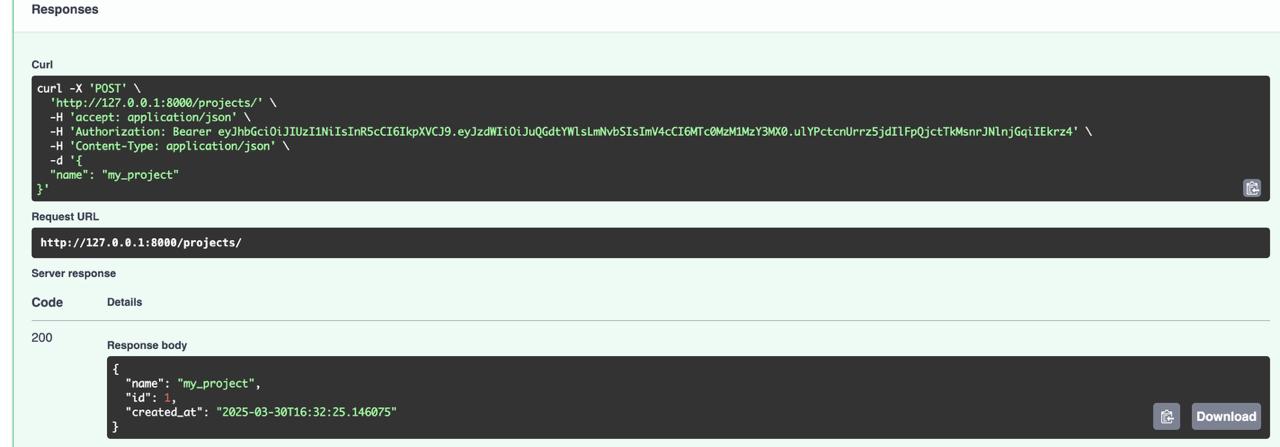 Responses
Curl
curl -X 'POST' \
'http://127.0.0.1:8000/projects/' \
-H 'accept: application/json' \
-H 'Authorization: Bearer eyJhbGciOiJIUzI1NiIsInR5cCI6IkpXVCJ9.eyJzdWIiOiJuQGdtYWlsLmNvbSIsImV4cCI6MTc0MzM1MzY3MX0.ulYPctcnUrrz5jdIlFpQjctTkMsnrJNlnjGqiIEkrz4' \
-H 'Content-Type: application/json' \
-d '{
"name": "my_project"
}'
Request URL
http://127.0.0.1:8000/projects/
Server response
Code Details
200
Response body
{
"name": "my_project",
"id": 1,
"created_at": "2025-03-30T16:32:25.146075"
}
Download